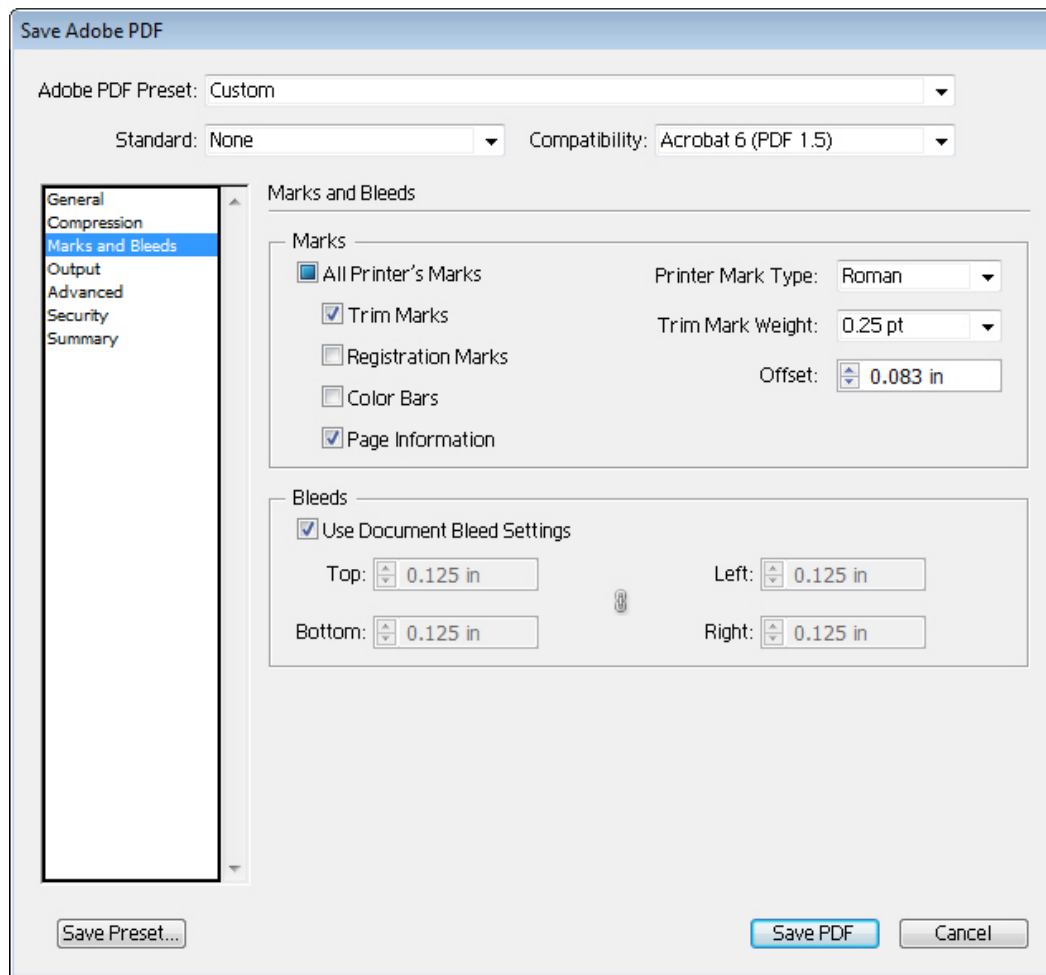 Save Adobe PDF
Adobe PDF Preset: Custom
Standard: None Compatibility: Acrobat 6 (PDF 1.5)
General
Compression
Marks and Bleeds
Output
Advanced
Security
Summary
Marks and Bleeds
Marks
All Printer's Marks
Trim Marks
Registration Marks
Color Bars
Page Information
Printer Mark Type: Roman
Trim Mark Weight: 0.25 pt
Offset: 0.083 in
Bleeds
Use Document Bleed Settings
Top: 0.125 in Left: 0.125 in
Bottom: 0.125 in Right: 0.125 in
Save Preset... Save PDF Cancel